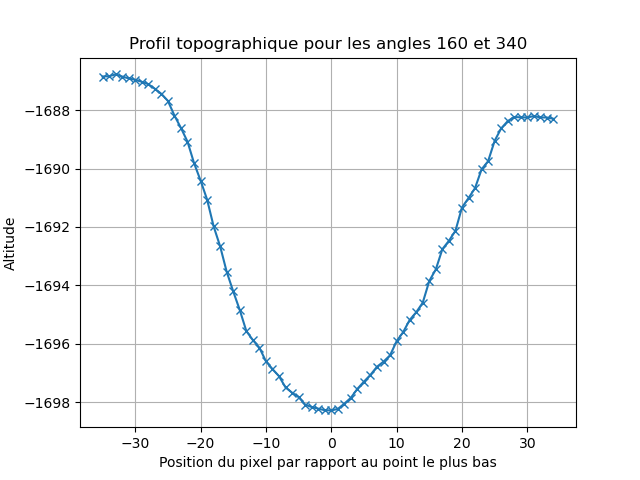 Profil topographique pour les angles 160 et 340
Altitude
−1688
−1690
−1692
−1694
−1696
−1698
−30 −20 −10 0 10 20 30
Position du pixel par rapport au point le plus bas